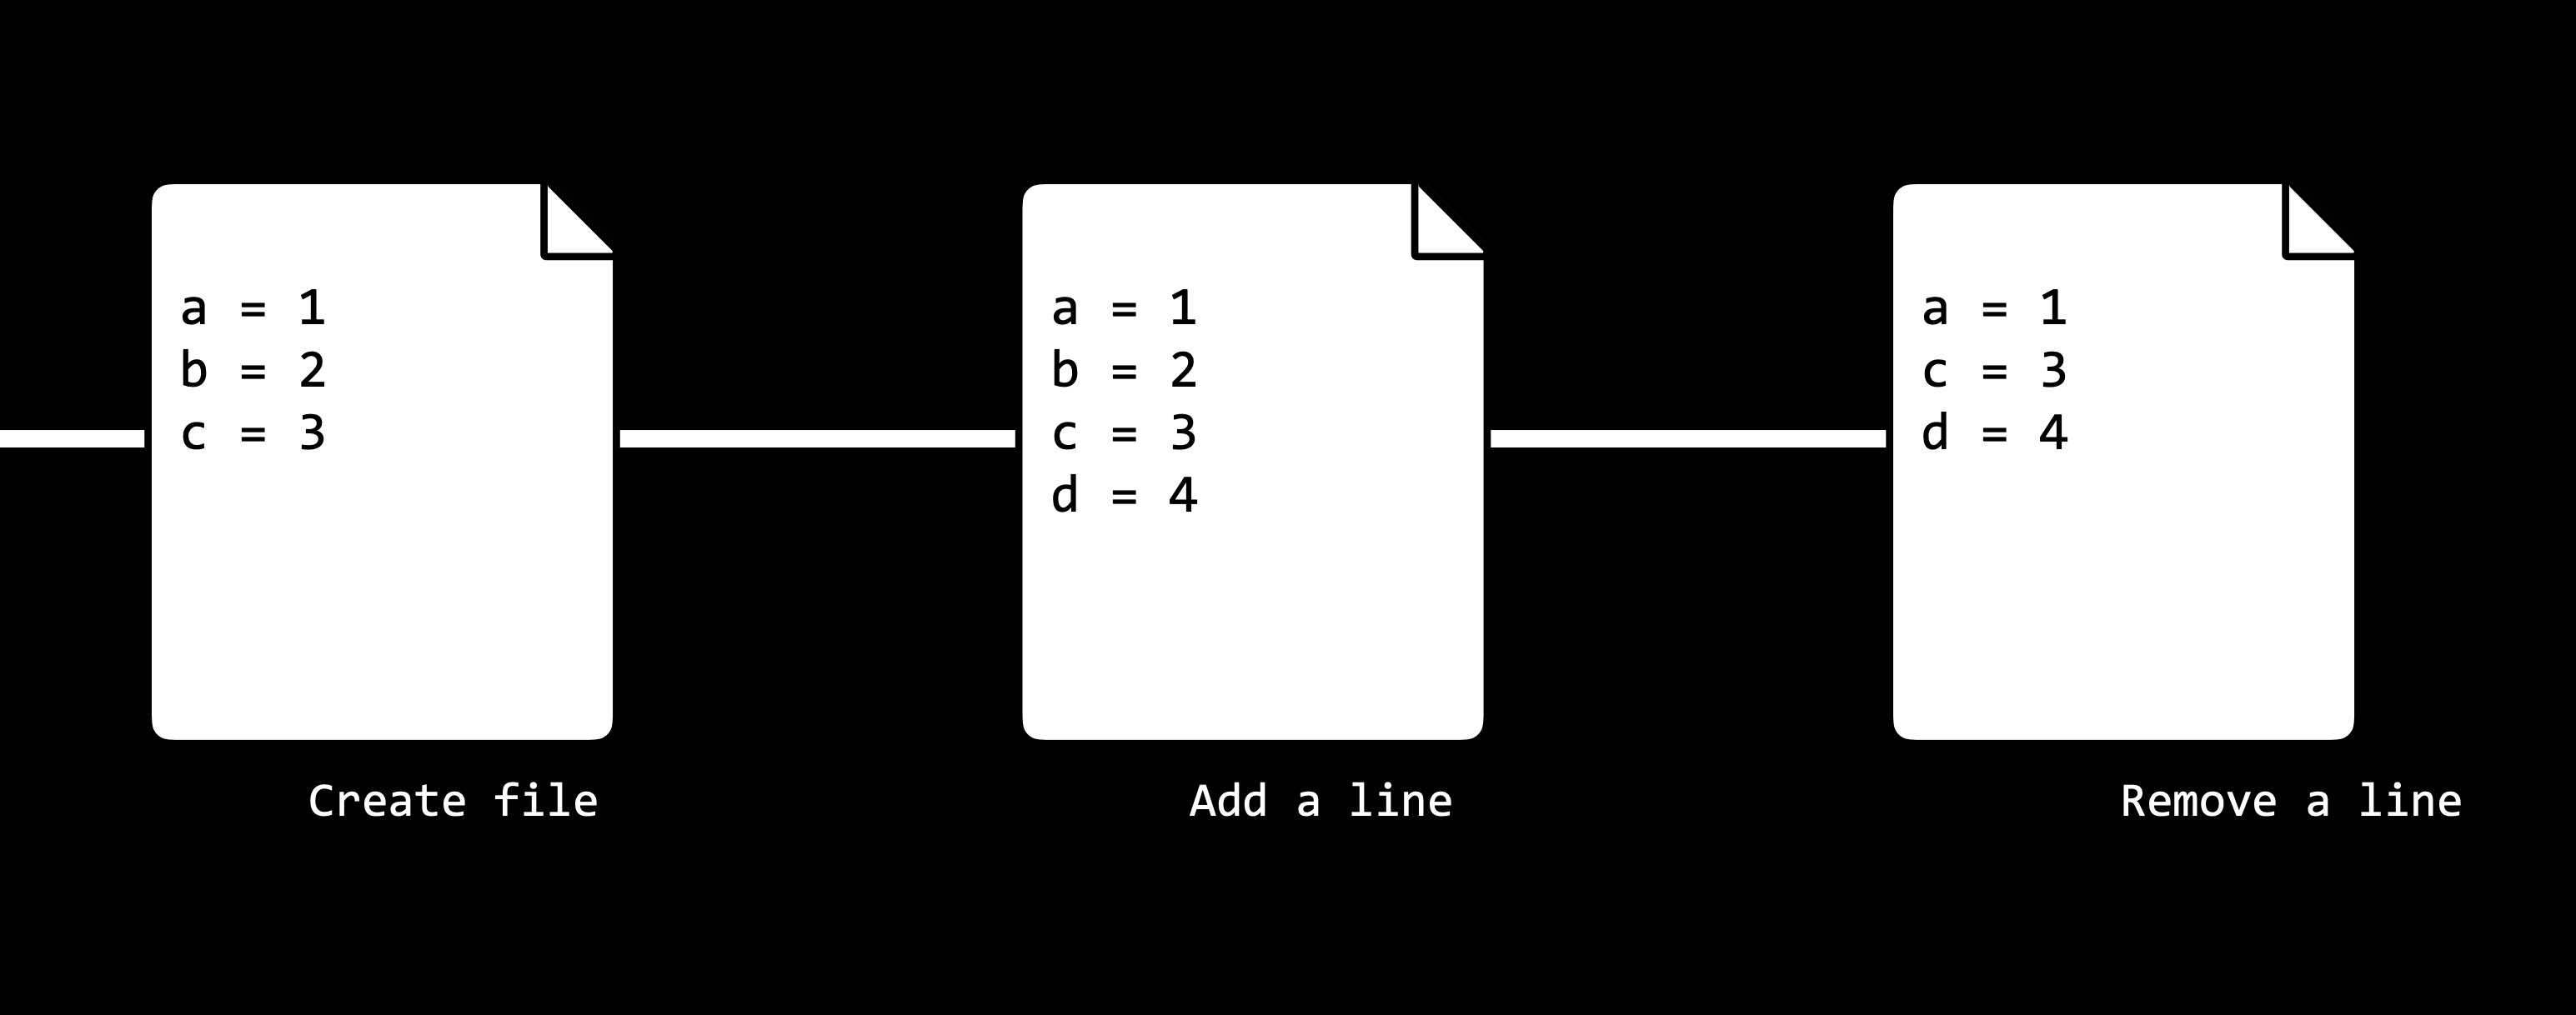 a = 1
b = 2
c = 3
Create file
a = 1
b = 2
c = 3
d = 4
Add a line
a = 1
c = 3
d = 4
Remove a line